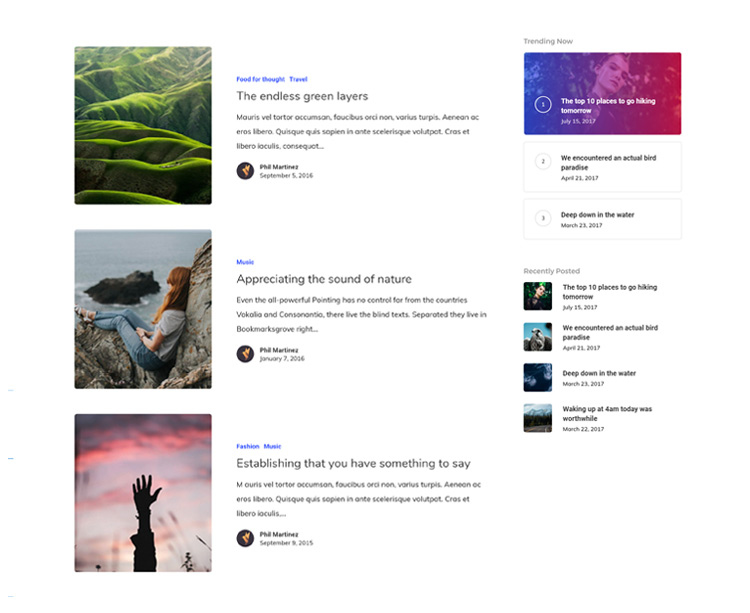 Food for thought Travel
The endless green layers
Mauris vel tortor accumsan, faucibus orci non, varius turpis. Aenean ac
eros libero. Quisque quis sapien in ante scelerisque volutpat. Cras et
libero iaculis, consequat...
Phil Martinez
September 5, 2016
Music
Appreciating the sound of nature
Even the all-powerful Pointing has no control far from the countries
Vokalia and Consonantia, there live the blind texts. Separated they live in
Bookmarksgrove right...
Phil Martinez
January 7, 2016
Fashion Music
Establishing that you have something to say
M auris vel tortor accumsan, faucibus orci non, varius turpis. Aenean ac
eros libero. Quisque quis sapien in ante scelerisque volutpat. Cras et
libero iaculis,...
Phil Martinez
September 9, 2015
Trending Now
1
The top 10 places to go hiking
tomorrow
July 15, 2017
2
We encountered an actual bird
paradise
April 21, 2017
3
Deep down in the water
March 23, 2017
Recently Posted
The top 10 places to go hiking
tomorrow
July 15, 2017
We encountered an actual bird
paradise
April 21, 2017
Deep down in the water
March 23, 2017
Waking up at 4am today was
worthwhile
March 22, 2017